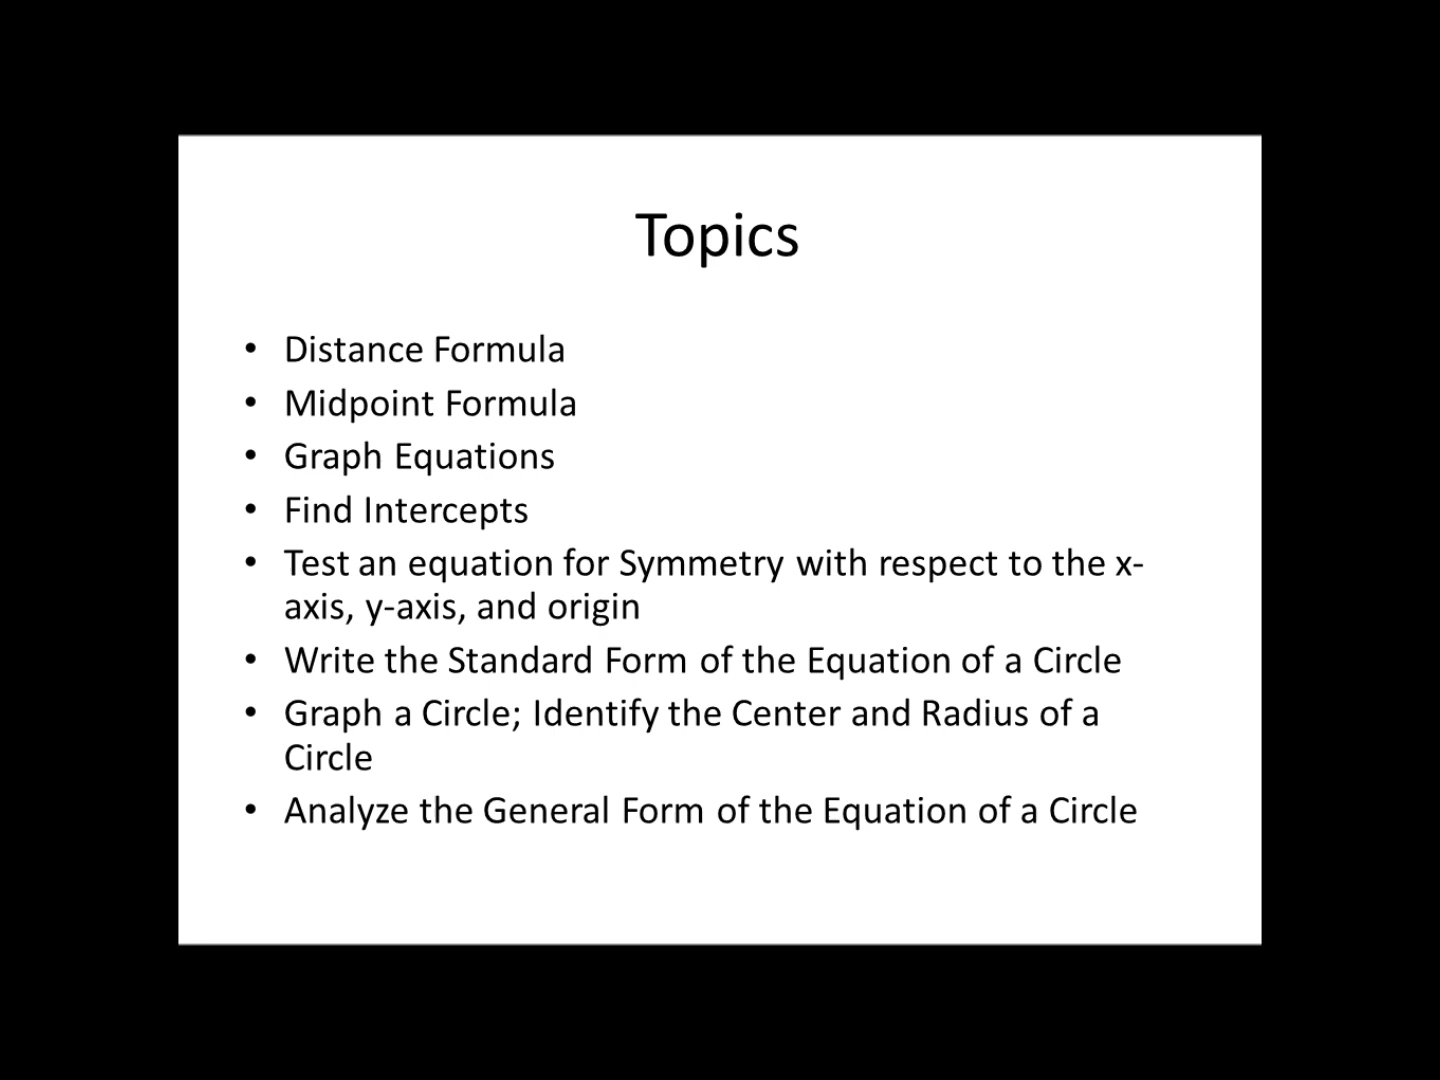 Topics
• Distance Formula
• Midpoint Formula
• Graph Equations
• Find Intercepts
• Test an equation for Symmetry with respect to the x-
axis, y-axis, and origin
• Write the Standard Form of the Equation of a Circle
• Graph a Circle; Identify the Center and Radius of a
Circle
• Analyze the General Form of the Equation of a Circle